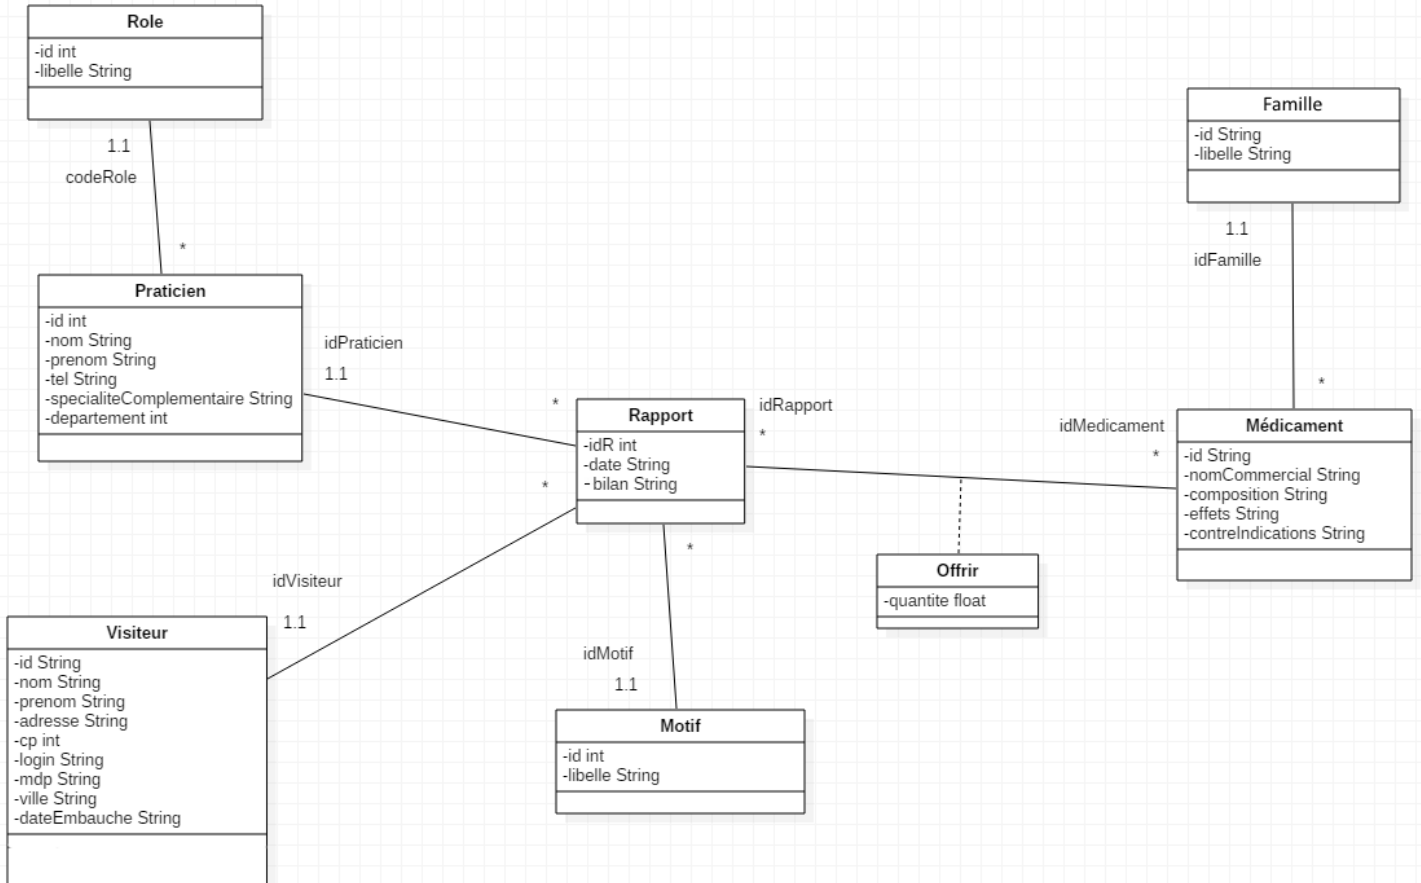 Role
-id int
-libelle String
1.1
codeRole
*
Praticien
-id int
-nom String
-prenom String
-tel String
-specialiteComplementaire String
-departement int
idPraticien
1.1
*
Rapport
-idR int
-date String
-bilan String
idRapport
*
idMedicament
*
Famille
-id String
-libelle String
1.1
idFamille
*
Médicament
-id String
-nomCommercial String
-composition String
-effets String
-contreIndications String
Offrir
-quantite float
*
idVisiteur
1.1
Visiteur
-id String
-nom String
-prenom String
-adresse String
-cp int
-login String
-mdp String
-ville String
-dateEmbauche String
*
idMotif
1.1
Motif
-id int
-libelle String